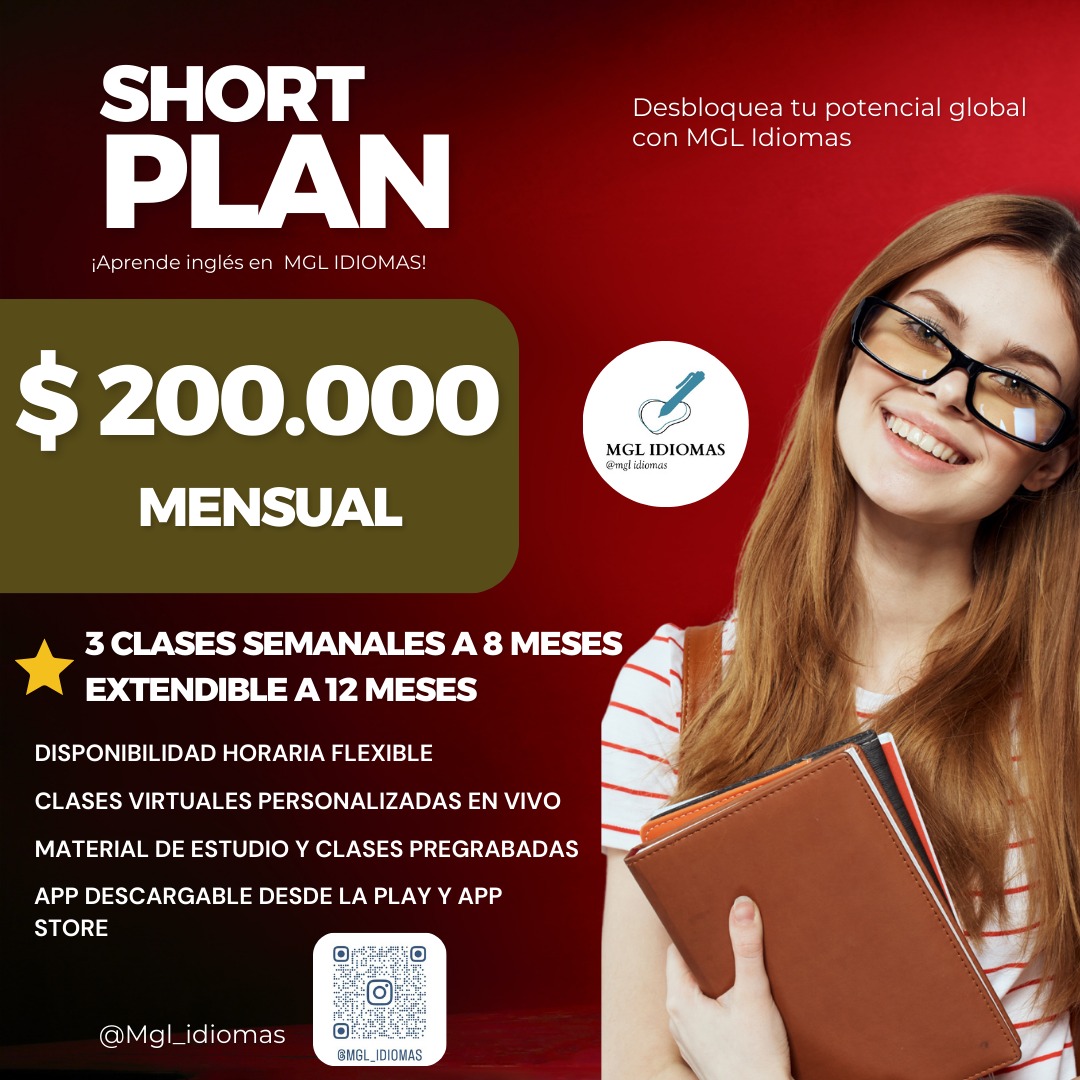 SHORT
PLAN
¡Aprende inglés en MGL IDIOMAS!
Desbloquea tu potencial global
con MGL Idiomas
$ 200.000
MENSUAL
MGL IDIOMAS
@mgl idiomas
3 CLASES SEMANALES A 8 MESES
EXTENDIBLE A 12 MESES
DISPONIBILIDAD HORARIA FLEXIBLE
CLASES VIRTUALES PERSONALIZADAS EN VIVO
MATERIAL DE ESTUDIO Y CLASES PREGRABADAS
APP DESCARGABLE DESDE LA PLAY Y APP
STORE
@Mgl_idiomas
@MGL_IDIOMAS